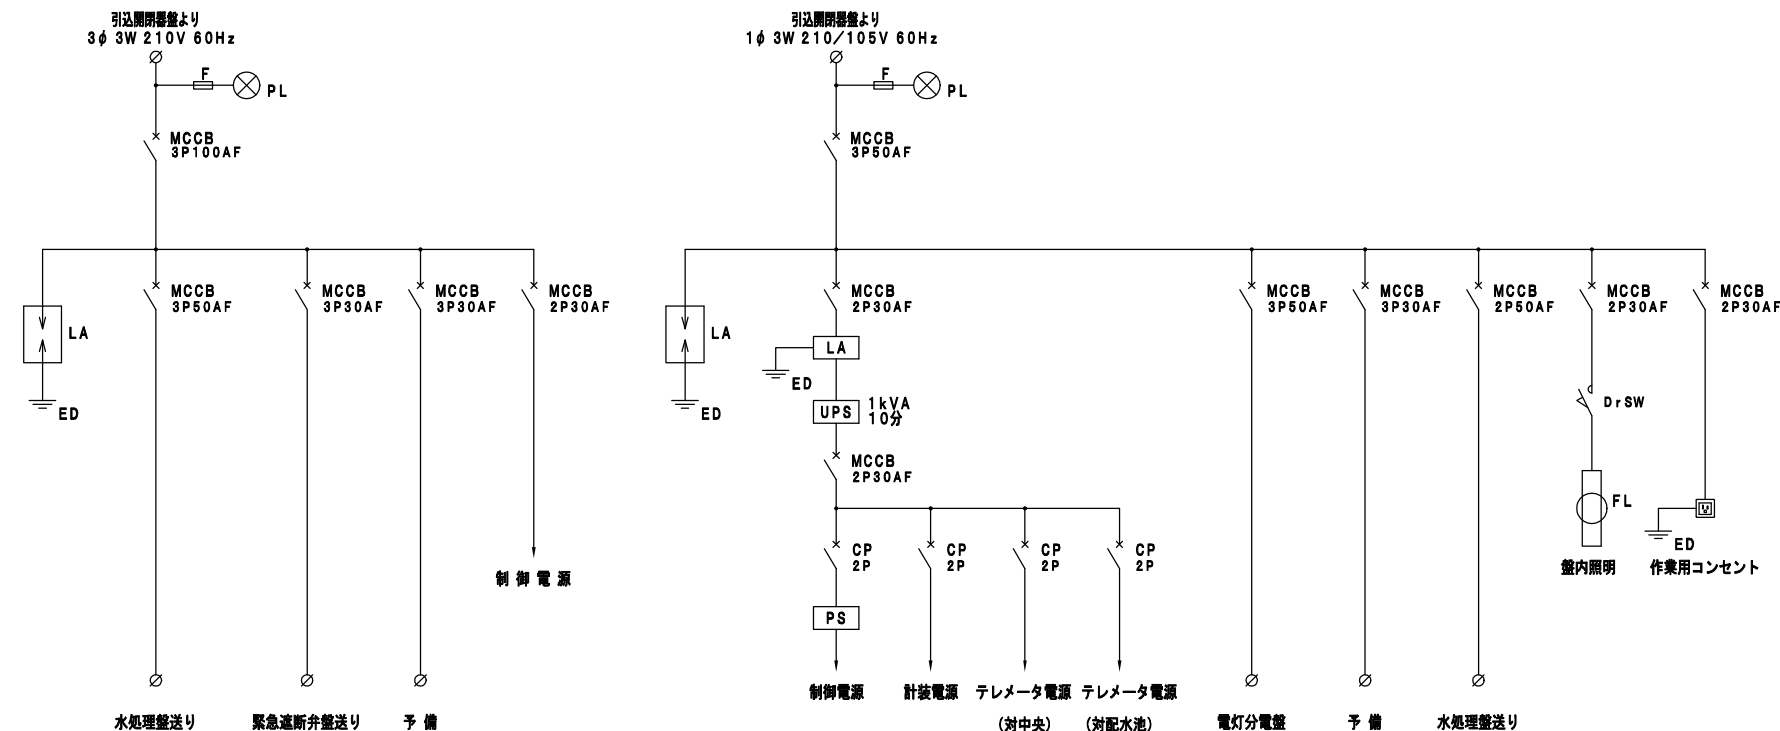 引込開閉器盤より
3φ 3W 210V 60Hz
F
PL
MCCB
3P100AF
MCCB
3P50AF
MCCB
3P30AF
MCCB
3P30AF
MCCB
2P30AF
LA
ED
制御電源
水処理盤送り
緊急遮断弁盤送り
予備
引込開閉器盤より
1φ 3W 210/105V 60Hz
F
PL
MCCB
3P50AF
MCCB
2P30AF
MCCB
3P50AF
MCCB
3P30AF
MCCB
2P50AF
MCCB
2P30AF
MCCB
2P30AF
LA
ED
LA
ED
UPS
1kVA
10分
MCCB
2P30AF
DrSW
FL
ED
盤内照明
作業用コンセント
CP
2P
CP
2P
CP
2P
CP
2P
PS
制御電源
計装電源
テレメータ電源
(対中央)
テレメータ電源
(対配水池)
電灯分電盤
予備
水処理盤送り